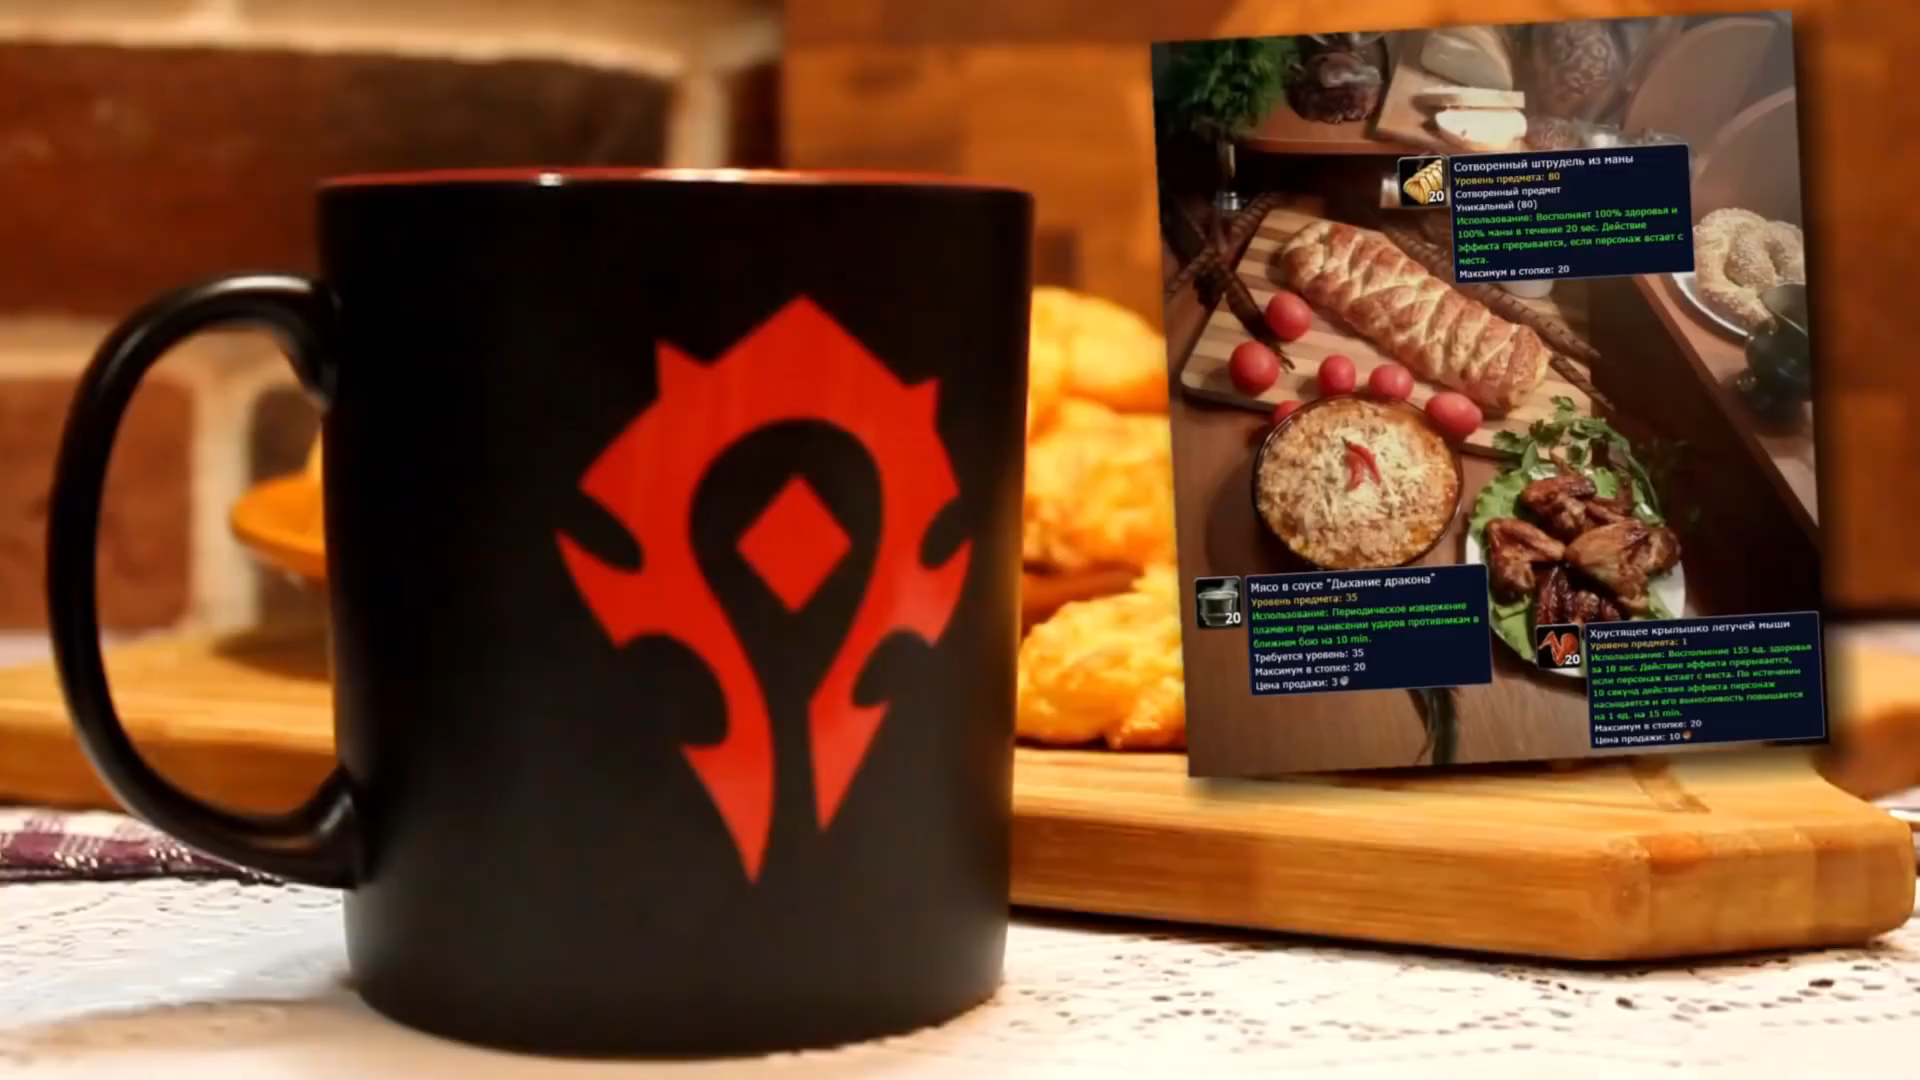 Сотворенный штрудель из маны
Уровень предмета: 80
Сотворенный предмет
Уникальный (80)
Использование: Восполняет 100% здоровья и
100% маны в течение 20 sec. Действие
эффекта прерывается, если персонаж встает с
места.
Максимум в стопке: 20
20
Мясо в соусе "Дыхание дракона"
Уровень предмета: 35
Использование: Периодическое извержение
пламени при нанесении ударов противникам в
ближнем бою на 10 min.
Требуется уровень: 35
Максимум в стопке: 20
Цена продажи: 3
20
Хрустящее крылышко летучей мыши
Уровень предмета: 1
Использование: Восполнение 155 ед. здоровья
за 18 sec. Действие эффекта прерывается,
если персонаж встает с места. По истечении
10 секунд действия эффекта персонаж
насыщается и его выносливость повышается
на 1 ед. на 15 min.
Максимум в стопке: 20
Цена продажи: 10
20